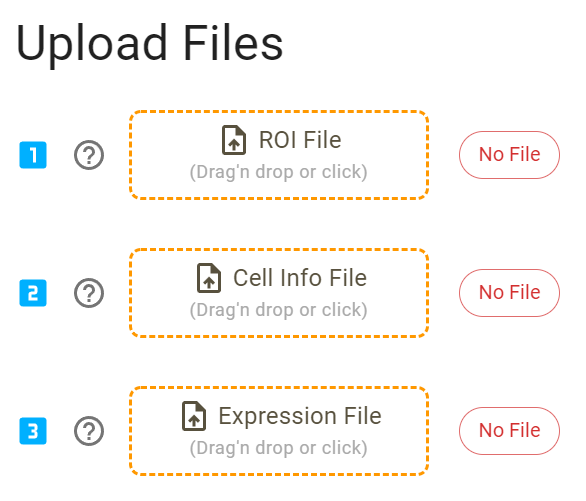 Upload Files
1
?
ROI File
(Drag'n drop or click)
No File
2
?
Cell Info File
(Drag'n drop or click)
No File
3
?
Expression File
(Drag'n drop or click)
No File